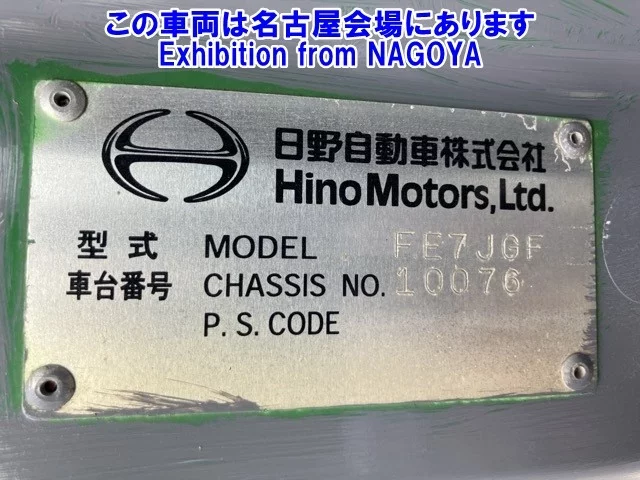 この車両は名古屋会場にあります
Exhibition from NAGOYA
日野自動車株式会社
Hino Motors, Ltd.
型式 MODEL FE7JGF
車台番号 CHASSIS NO. 10076
P. S. CODE